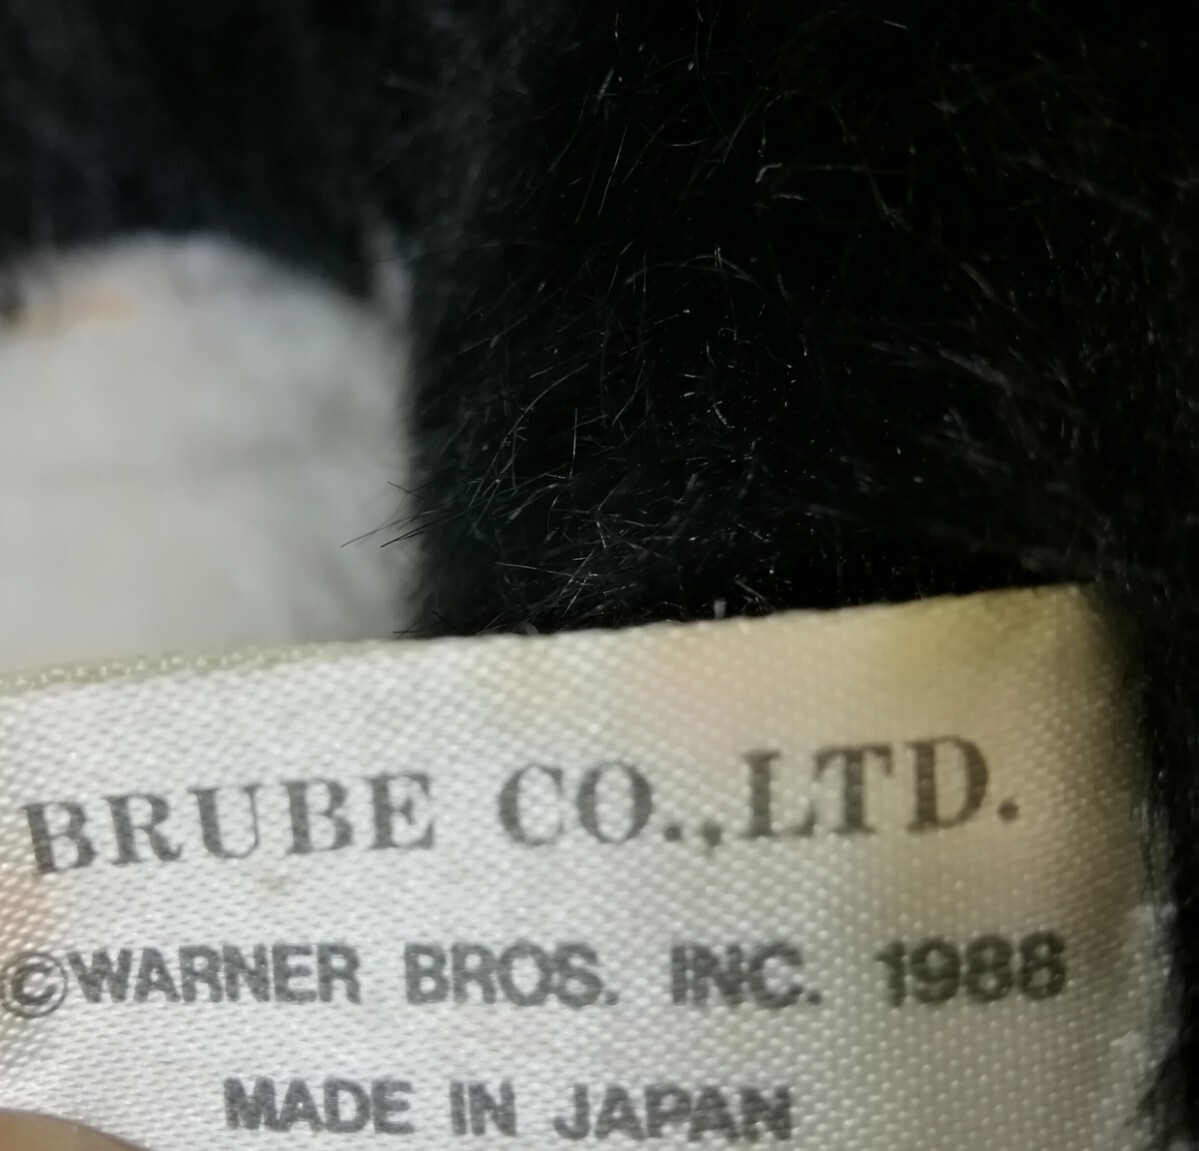 BRUBE CO.,LTD.
©WARNER BROS. INC. 1988
MADE IN JAPAN